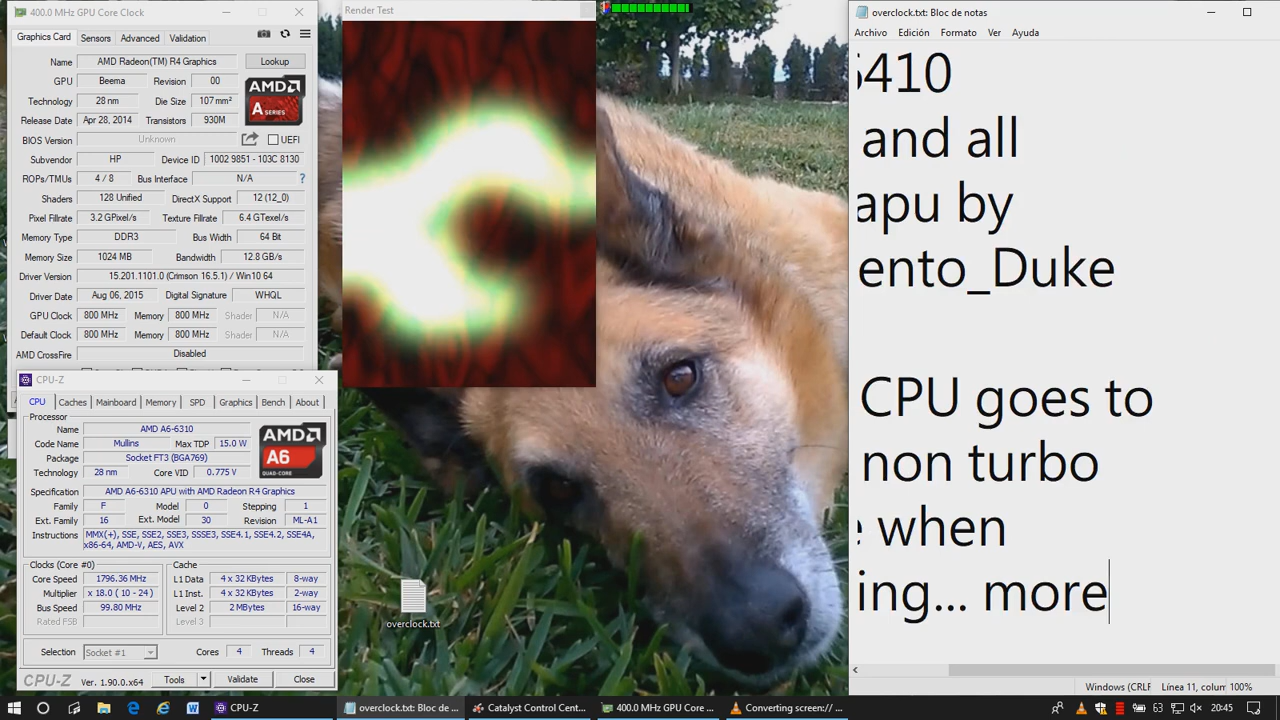 400.0 MHz GPU Core Clock
Graphics Card Sensors Advanced Validation
Name AMD Radeon(TM) R4 Graphics Lookup
GPU Beema Revision 00
Technology 28 nm Die Size 107 mm²
Release Date Apr 28, 2014 Transistors 930M
BIOS Version Unknown UEFI
Subvendor HP Device ID 1002 9851 - 103C 8130
ROPs/TMUs 4 / 8 Bus Interface N/A ?
Shaders 128 Unified DirectX Support 12 (12_0)
Pixel Fillrate 3.2 GPixel/s Texture Fillrate 6.4 GTexel/s
Memory Type DDR3 Bus Width 64 Bit
Memory Size 1024 MB Bandwidth 12.8 GB/s
Driver Version 15.201.1101.0 (Crimson 16.5.1) / Win10 64
Driver Date Aug 06, 2015 Digital Signature WHQL
GPU Clock 800 MHz Memory 800 MHz Shader N/A
Default Clock 800 MHz Memory 800 MHz Shader N/A
AMD CrossFire Disabled
AMD
A SERIES
CPU-Z
CPU Caches Mainboard Memory SPD Graphics Bench About
Processor
Name AMD A6-6310
Code Name Mullins Max TDP 15.0 W
Package Socket FT3 (BGA769)
Technology 28 nm Core VID 0.775 V
AMD
A6
QUAD-CORE
Specification AMD A6-6310 APU with AMD Radeon R4 Graphics
Family F Model 0 Stepping 1
Ext. Family 16 Ext. Model 30 Revision ML-A1
Instructions MMX(+), SSE, SSE2, SSE3, SSSE3, SSE4.1, SSE4.2, SSE4A,
x86-64, AMD-V, AES, AVX
Clocks (Core #0) Cache
Core Speed 1796.36 MHz L1 Data 4 x 32 KBytes 8-way
Multiplier x 18.0 ( 10 - 24 ) L1 Inst. 4 x 32 KBytes 2-way
Bus Speed 99.80 MHz Level 2 2 MBytes 16-way
Rated FSB Level 3
Selection Socket #1 Cores 4 Threads 4
CPU-Z Ver. 1.90.0.x64 Tools Validate Close
Render Test
overclock.txt
overclock.txt: Bloc de notas
Archivo Edición Formato Ver Ayuda
6410
and all
apu by
ento_Duke
CPU goes to
non turbo
e when
ing... more
Windows (CRLF Línea 11, colum 100%
CPU-Z overclock.txt: Bloc de ... Catalyst Control Cent... 400.0 MHz GPU Core ... Converting screen:// ... 63 20:45